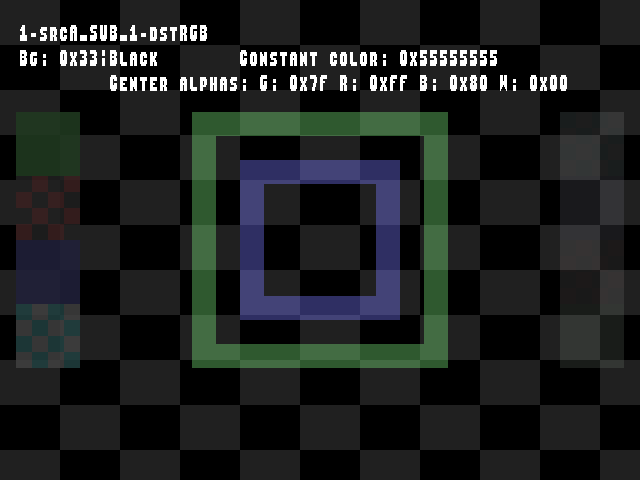 1-srcA_SUB_1-dstRGB
Bg: 0x33|Black Constant color: 0x55555555
Center alphas: G: 0x7f R: 0xff B: 0x80 W: 0x00